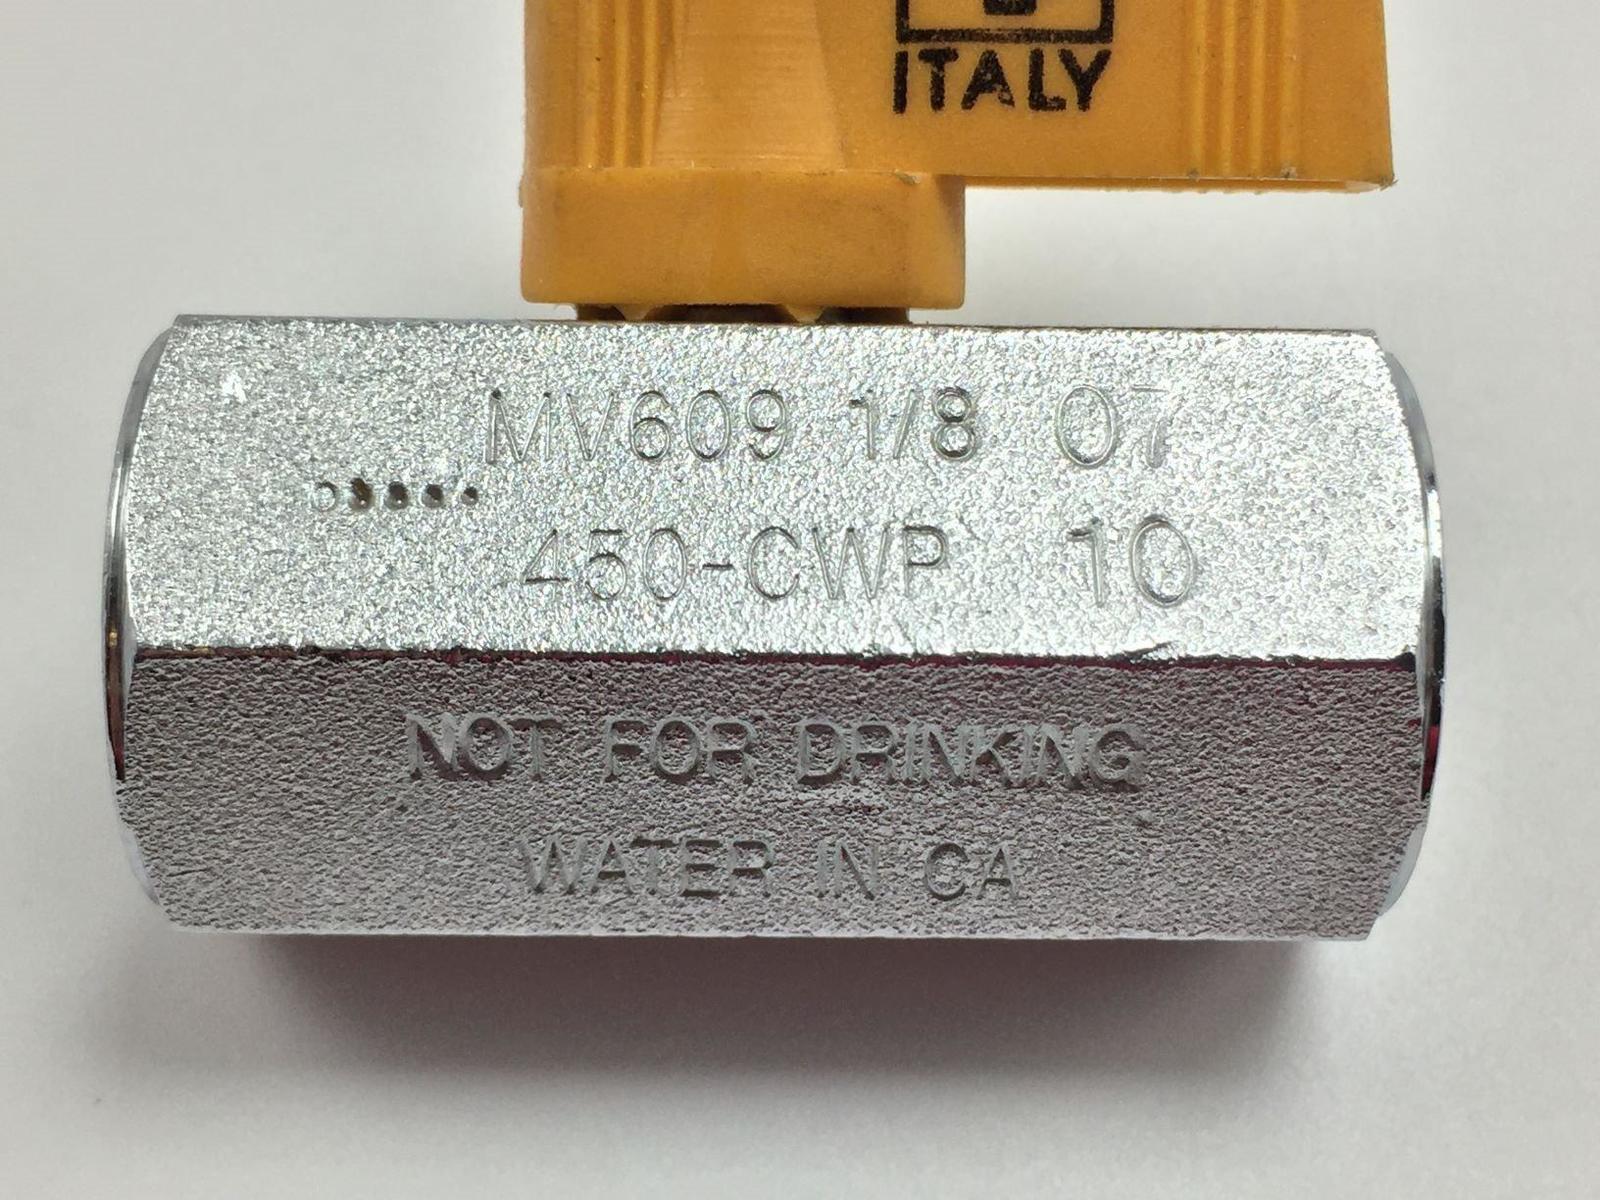 ITALY
MV609 1/8 07
450-CWP 10
NOT FOR DRINKING
WATER IN CA